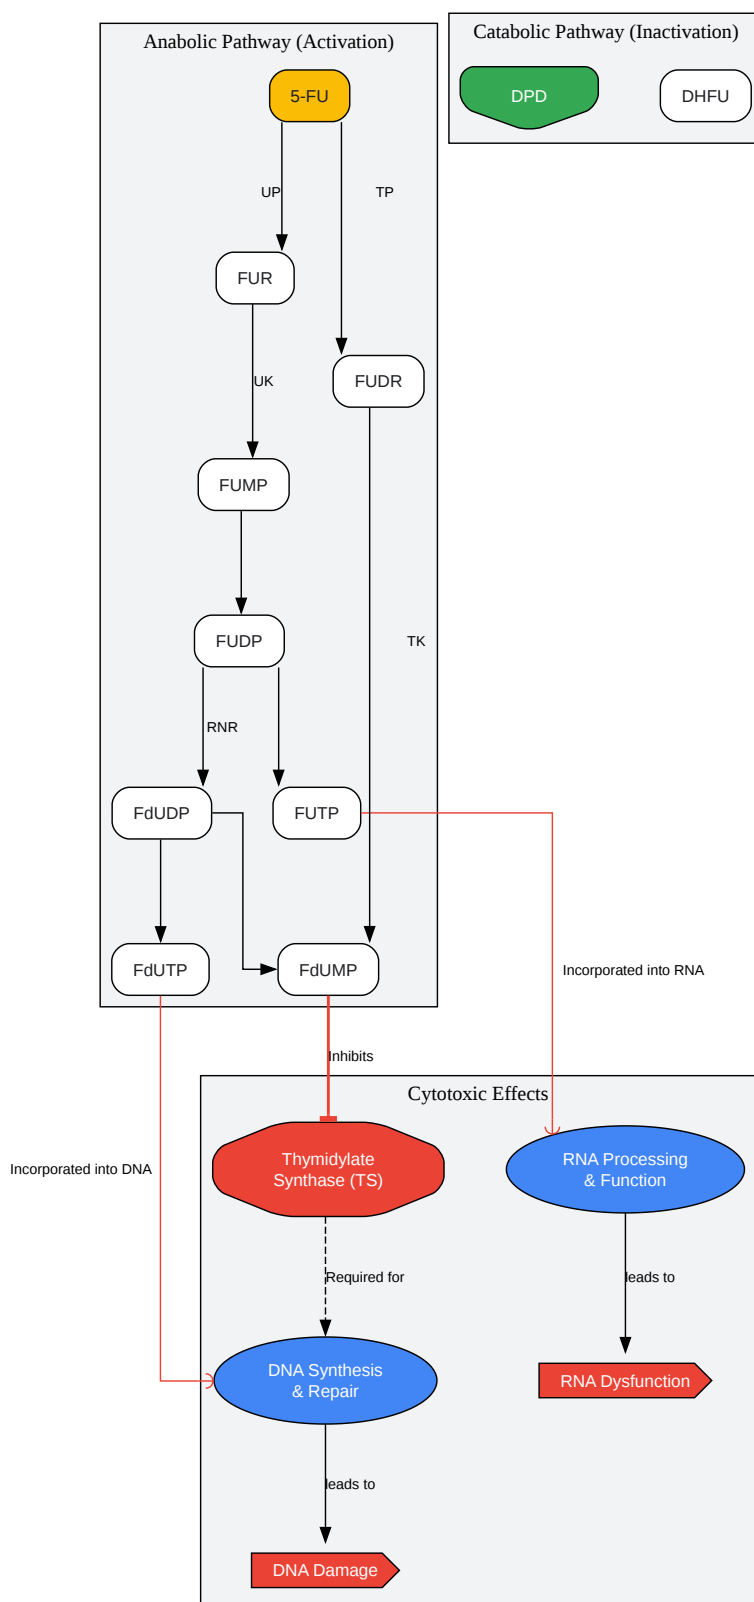 Anabolic Pathway (Activation)
Catabolic Pathway (Inactivation)
5-FU
DPD
DHFU
UP
TP
FUR
FUDR
UK
FUMP
FUDP
TK
RNR
FdUDP
FUTP
FdUTP
FdUMP
Incorporated into RNA
Inhibits
Cytotoxic Effects
Thymidylate
Synthase (TS)
RNA Processing
& Function
Incorporated into DNA
Required for
leads to
DNA Synthesis
& Repair
RNA Dysfunction
leads to
DNA Damage